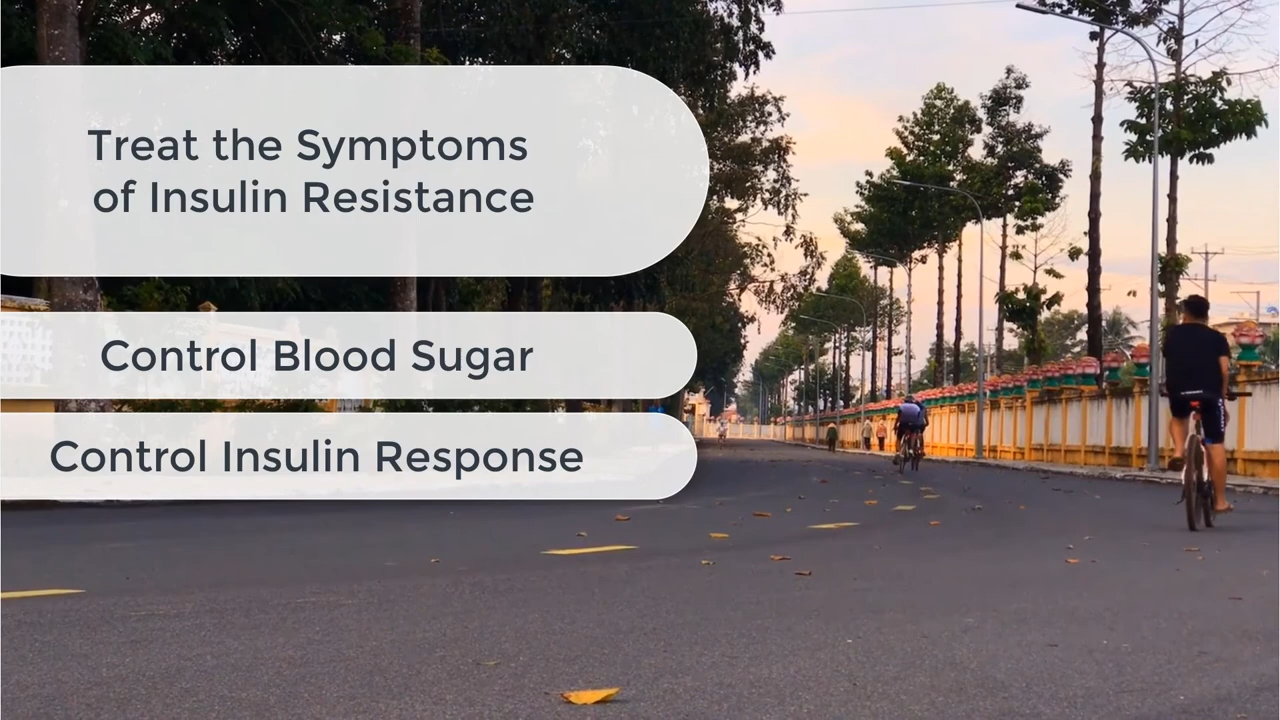 Treat the Symptoms
of Insulin Resistance
Control Blood Sugar
Control Insulin Response